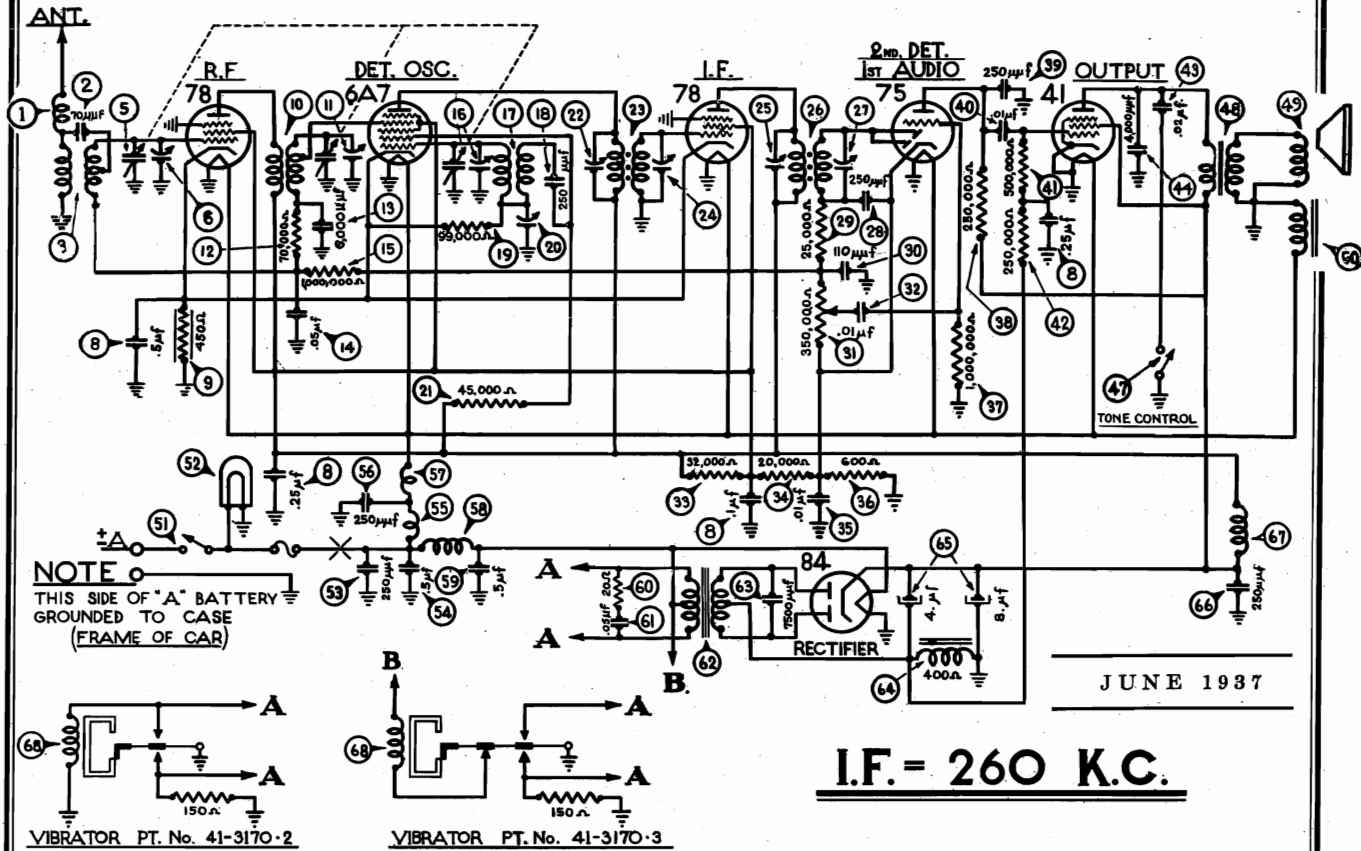 ANT.
R.F
78
DET. OSC.
6A7
I.F.
78
2ND. DET.
1ST AUDIO
75
OUTPUT
41
1
2
70μμf
3
5
6
10
11
12
70,000Ω
13
15
1,000,000Ω
14
.05μf
16
17
18
250μμf
19
99,000Ω
20
22
23
24
25
26
27
250μμf
28
29
25,000Ω
30
110μμf
32
.01μf
31
350,000Ω
250μμf
39
40
.01μf
250,000Ω
38
500,000Ω
41
250,000Ω
42
8
.25μf
37
1,000,000Ω
43
.02μf.
44
48
49
50
47
TONE CONTROL
8
.5μf
450Ω
9
21
45,000Ω
52
8
.25μf
56
250μμf
57
55
58
51
±A
53
250μμf
54
.5μf
59
.5μf
33
32,000Ω
34
20,000Ω
36
600Ω
8
.1μf
35
.01μf
NOTE
THIS SIDE OF "A" BATTERY
GROUNDED TO CASE
(FRAME OF CAR)
A
A
60
20Ω
61
.05μf
62
B.
63
7500μμf
84
RECTIFIER
65
4.μf
8.μf
64
400Ω
67
66
250μμf
JUNE 1937
I.F. = 260 K.C.
68
A
A
150Ω
VIBRATOR PT. No. 41-3170-2
B
68
A
A
150Ω
VIBRATOR PT. No. 41-3170-3